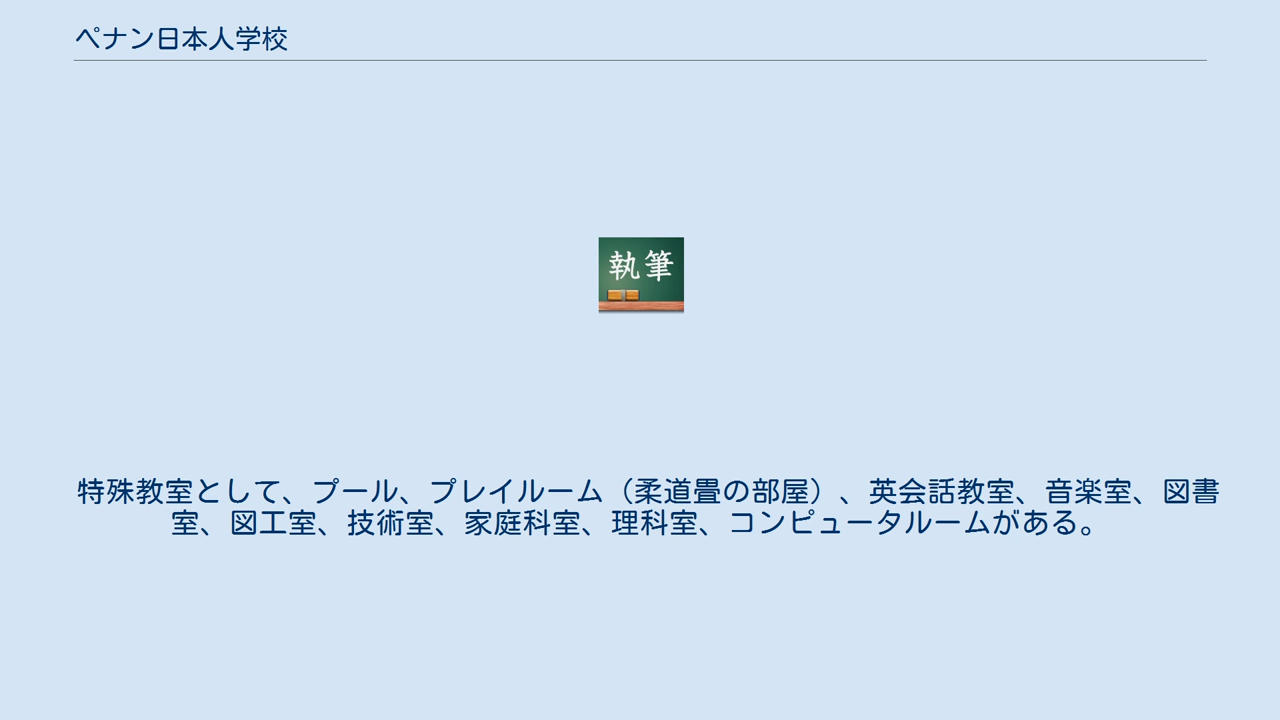 ペナン日本人学校
執筆
特殊教室として、プール、プレイルーム（柔道畳の部屋）、英会話教室、音楽室、図書
室、図工室、技術室、家庭科室、理科室、コンピュータルームがある。